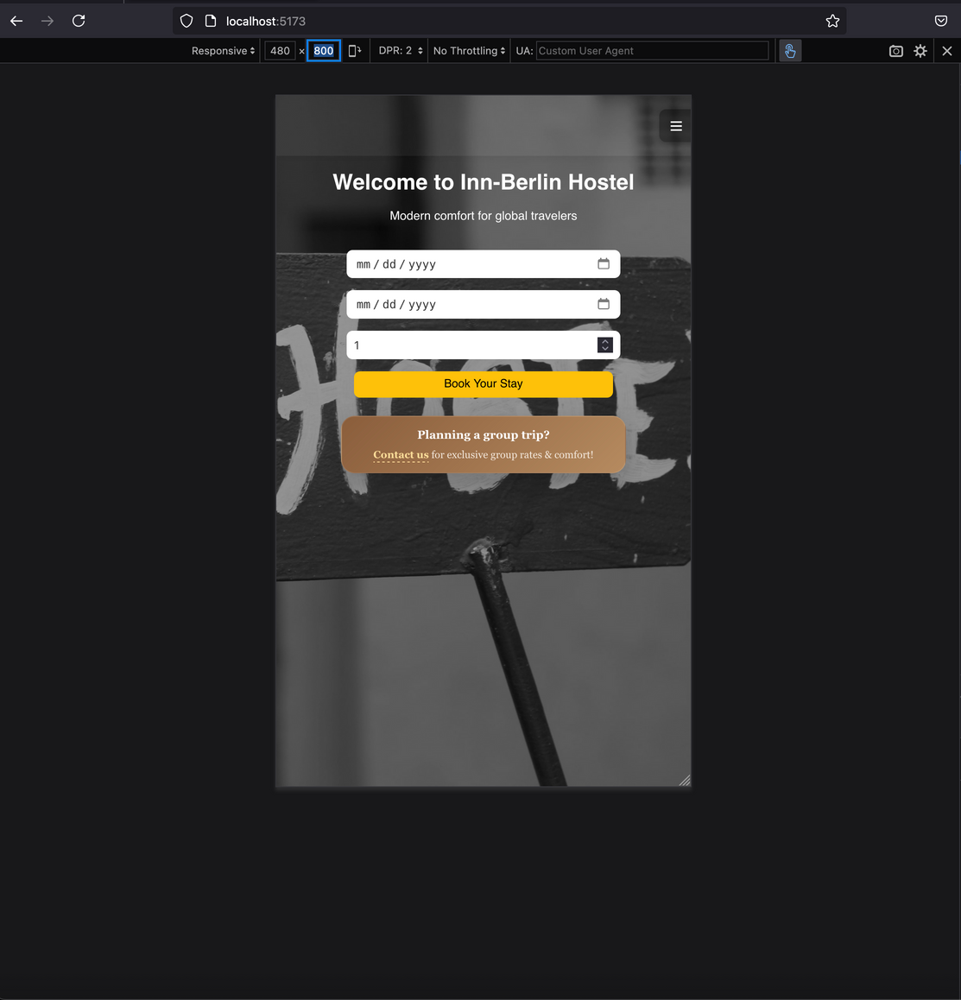 localhost:5173
Responsive 480 × 800 DPR: 2 No Throttling UA: Custom User Agent
Welcome to Inn-Berlin Hostel
Modern comfort for global travelers
mm / dd / yyyy
mm / dd / yyyy
1
Book Your Stay
Planning a group trip?
Contact us for exclusive group rates & comfort!
HOSTE